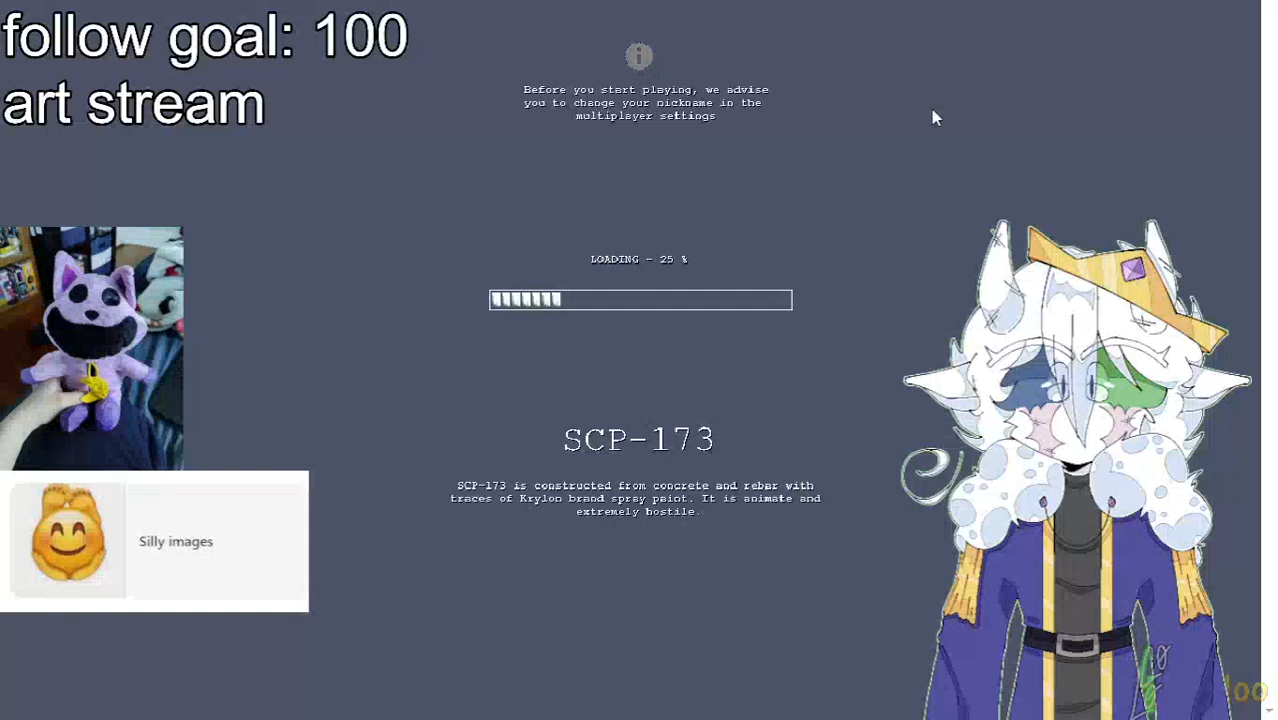 follow goal: 100
art stream
Before you start playing, we advise
you to change your nickname in the
multiplayer settings
LOADING - 25 %
SCP-173
SCP-173 is constructed from concrete and rebar with
traces of Krylon brand spray paint. It is animate and
extremely hostile.
Silly images